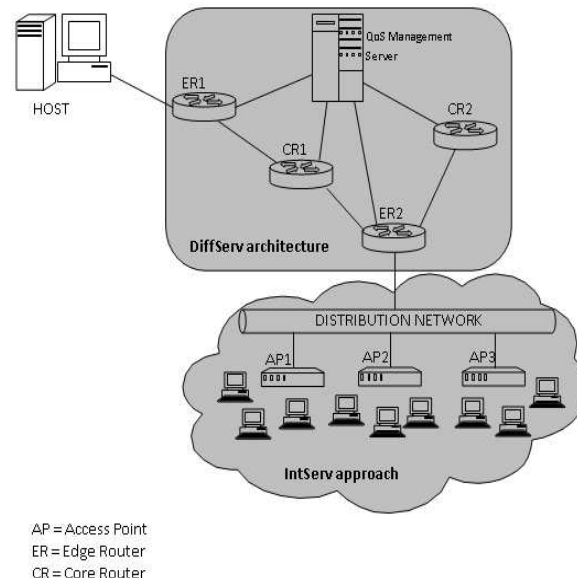 QoS Management
Server
ER1
HOST
CR2
CR1
ER2
DiffServ architecture
DISTRIBUTION NETWORK
AP1
AP2
AP3
IntServ approach
AP = Access Point
ER = Edge Router
CR = Core Router